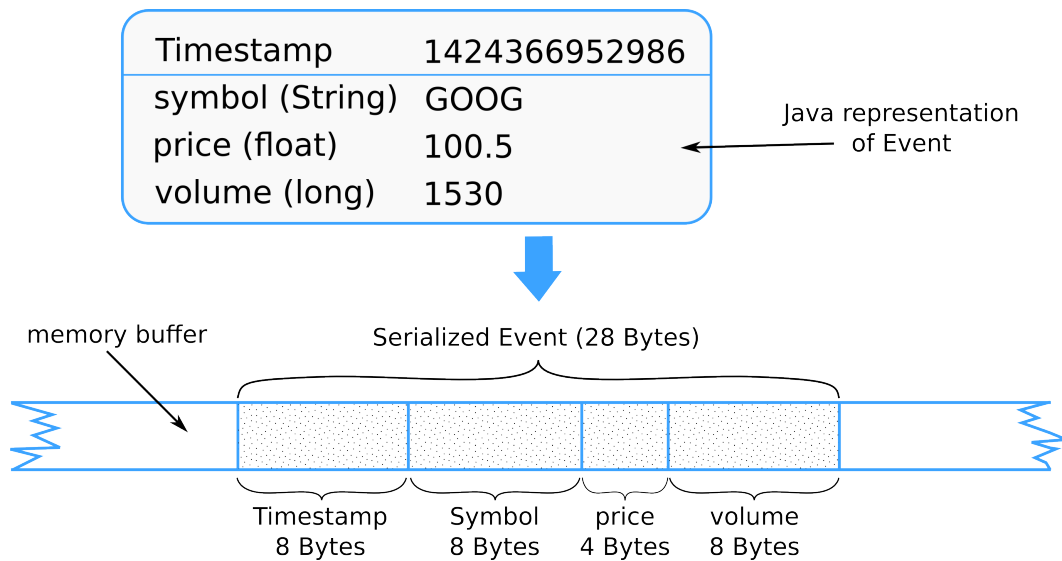 Timestamp 1424366952986
symbol (String) GOOG
price (float) 100.5
volume (long) 1530
Java representation
of Event
memory buffer
Serialized Event (28 Bytes)
Timestamp Symbol price volume
8 Bytes 8 Bytes 4 Bytes 8 Bytes